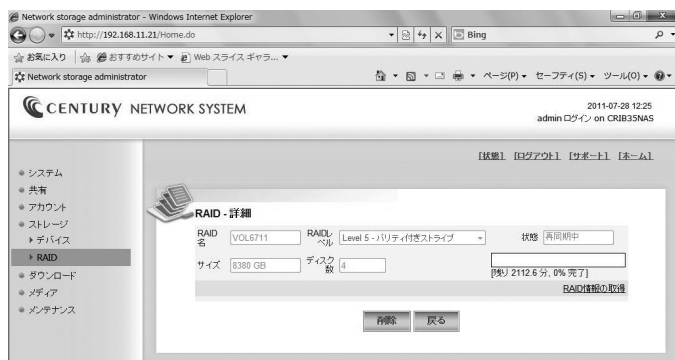 Network storage administrator - Windows Internet Explorer
http://192.168.11.21/Home.do
Bing
お気に入り おすすめサイト ▼ Web スライス ギャラ... ▼
Network storage administrator
ページ(P) ▼ セーフティ(S) ▼ ツール(O) ▼
CENTURY NETWORK SYSTEM
2011-07-28 12:25
admin ログイン on CRIB35NAS
[状態] [ログアウト] [サポート] [ホーム]
システム
共有
アカウント
ストレージ
デバイス
RAID
ダウンロード
メディア
メンテナンス
RAID - 詳細
RAID名 VOL6711 RAIDレベル Level 5 - パリティ付きストライプ 状態 再同期中
サイズ 8380 GB ディスク数 4
[残り 2112.6 分, 0% 完了]
RAID情報の取得
削除 戻る